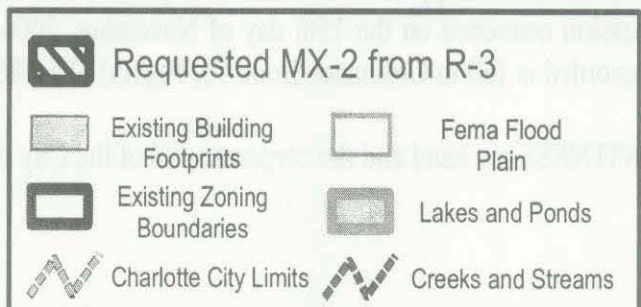 Requested MX-2 from R-3
Existing Building
Footprints
Fema Flood
Plain
Existing Zoning
Boundaries
Lakes and Ponds
Charlotte City Limits
Creeks and Streams